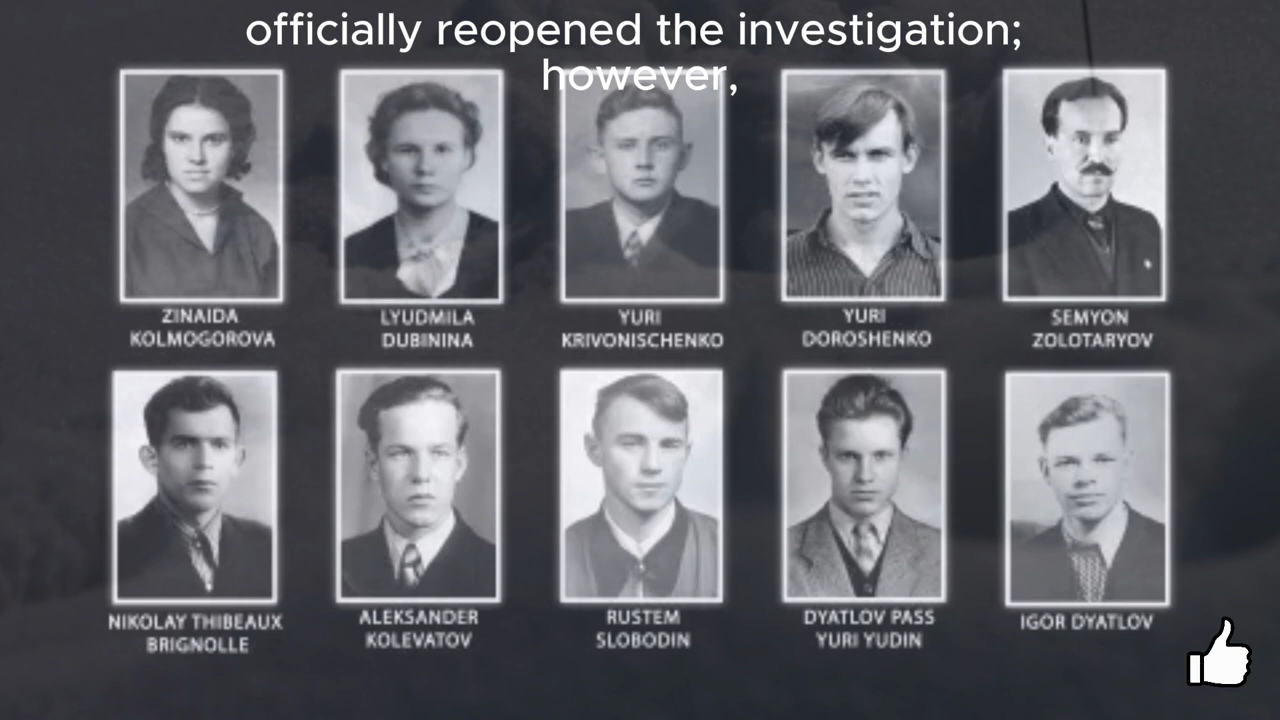 officially reopened the investigation;
however,
ZINAIDA
KOLMOGOROVA
LYUDMILA
DUBININA
YURI
KRIVONISCHENKO
YURI
DOROSHENKO
SEMYON
ZOLOTARYOV
NIKOLAY THIBEAUX
BRIGNOLLE
ALEKSANDER
KOLEVATOV
RUSTEM
SLOBODIN
DYATLOV PASS
YURI YUDIN
IGOR DYATLOV